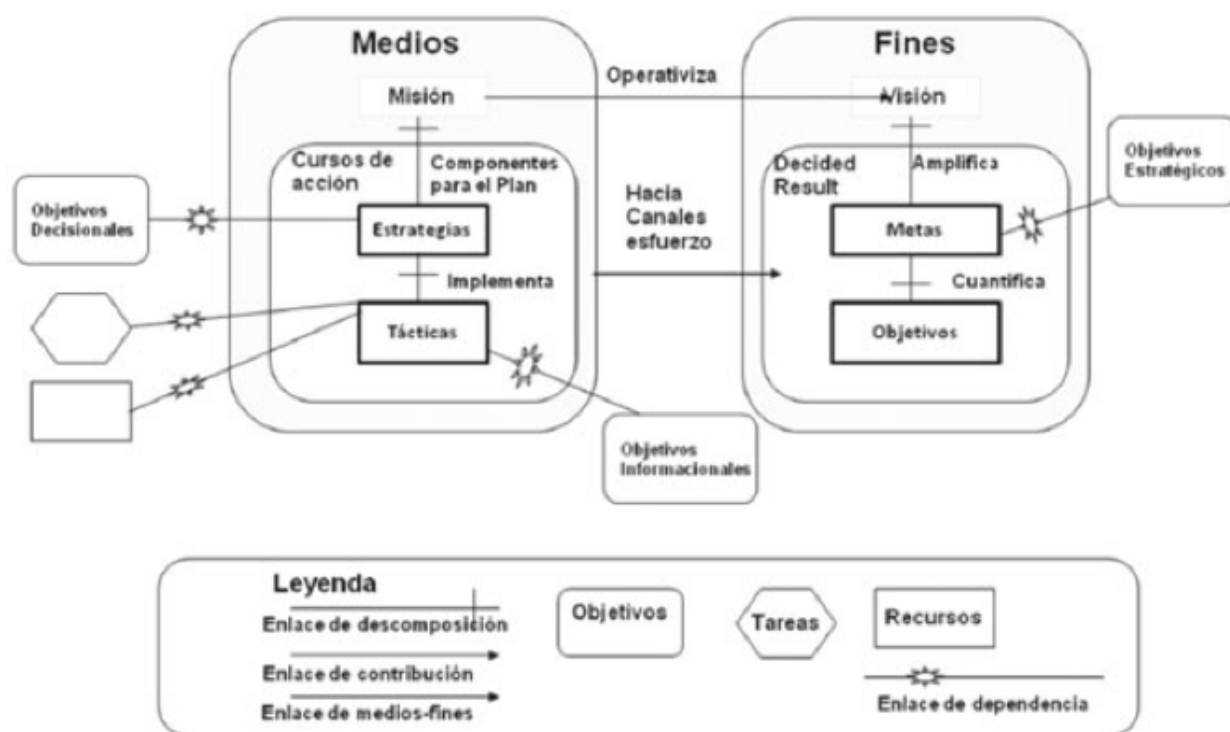 Medios
Fines
Operativiza
Misión
Visión
Cursos de
acción
Componentes
para el Plan
Hacia
Canales
esfuerzo
Decided
Result
Amplifica
Objetivos
Estratégicos
Objetivos
Decisionales
Estrategias
Metas
Implementa
Cuantifica
Tácticas
Objetivos
Objetivos
Informacionales
Leyenda
Enlace de descomposición
Enlace de contribución
Enlace de medios-fines
Objetivos
Tareas
Recursos
Enlace de dependencia